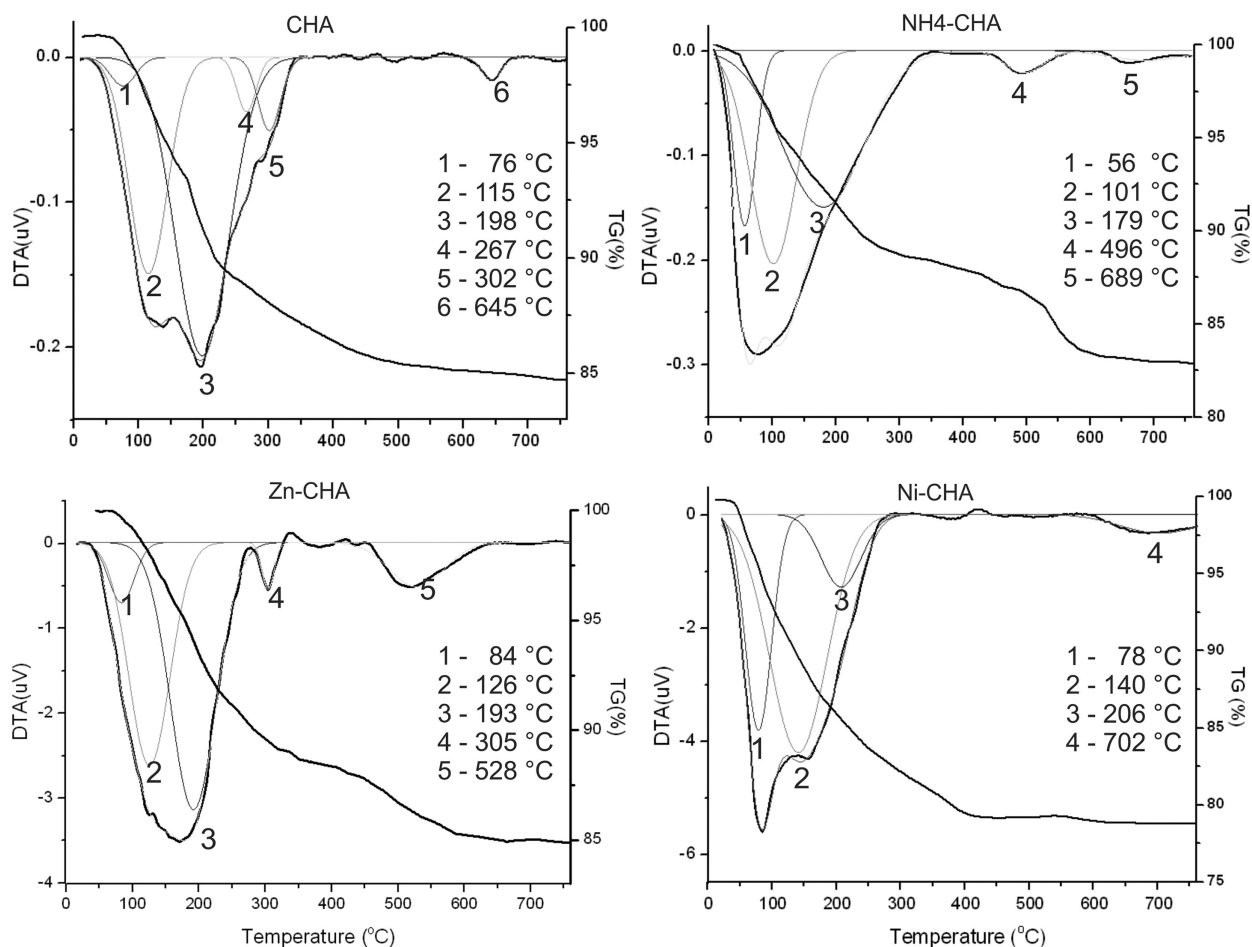 CHA
0.0
-0.1
-0.2
DTA(uV)
100
95
90
85
TG(%)
0 100 200 300 400 500 600 700
1
2
3
4
5
6
1 - 76 °C
2 - 115 °C
3 - 198 °C
4 - 267 °C
5 - 302 °C
6 - 645 °C
NH4-CHA
0.0
-0.1
-0.2
-0.3
DTA(uV)
100
95
90
85
80
TG(%)
0 100 200 300 400 500 600 700
1
2
3
4
5
1 - 56 °C
2 - 101 °C
3 - 179 °C
4 - 496 °C
5 - 689 °C
Zn-CHA
0
-1
-2
-3
-4
DTA(uV)
100
95
90
85
TG(%)
0 100 200 300 400 500 600 700
Temperature (°C)
1
2
3
4
5
1 - 84 °C
2 - 126 °C
3 - 193 °C
4 - 305 °C
5 - 528 °C
Ni-CHA
0
-2
-4
-6
DTA(uV)
100
95
90
85
80
75
TG(%)
0 100 200 300 400 500 600 700
Temperature (°C)
1
2
3
4
1 - 78 °C
2 - 140 °C
3 - 206 °C
4 - 702 °C